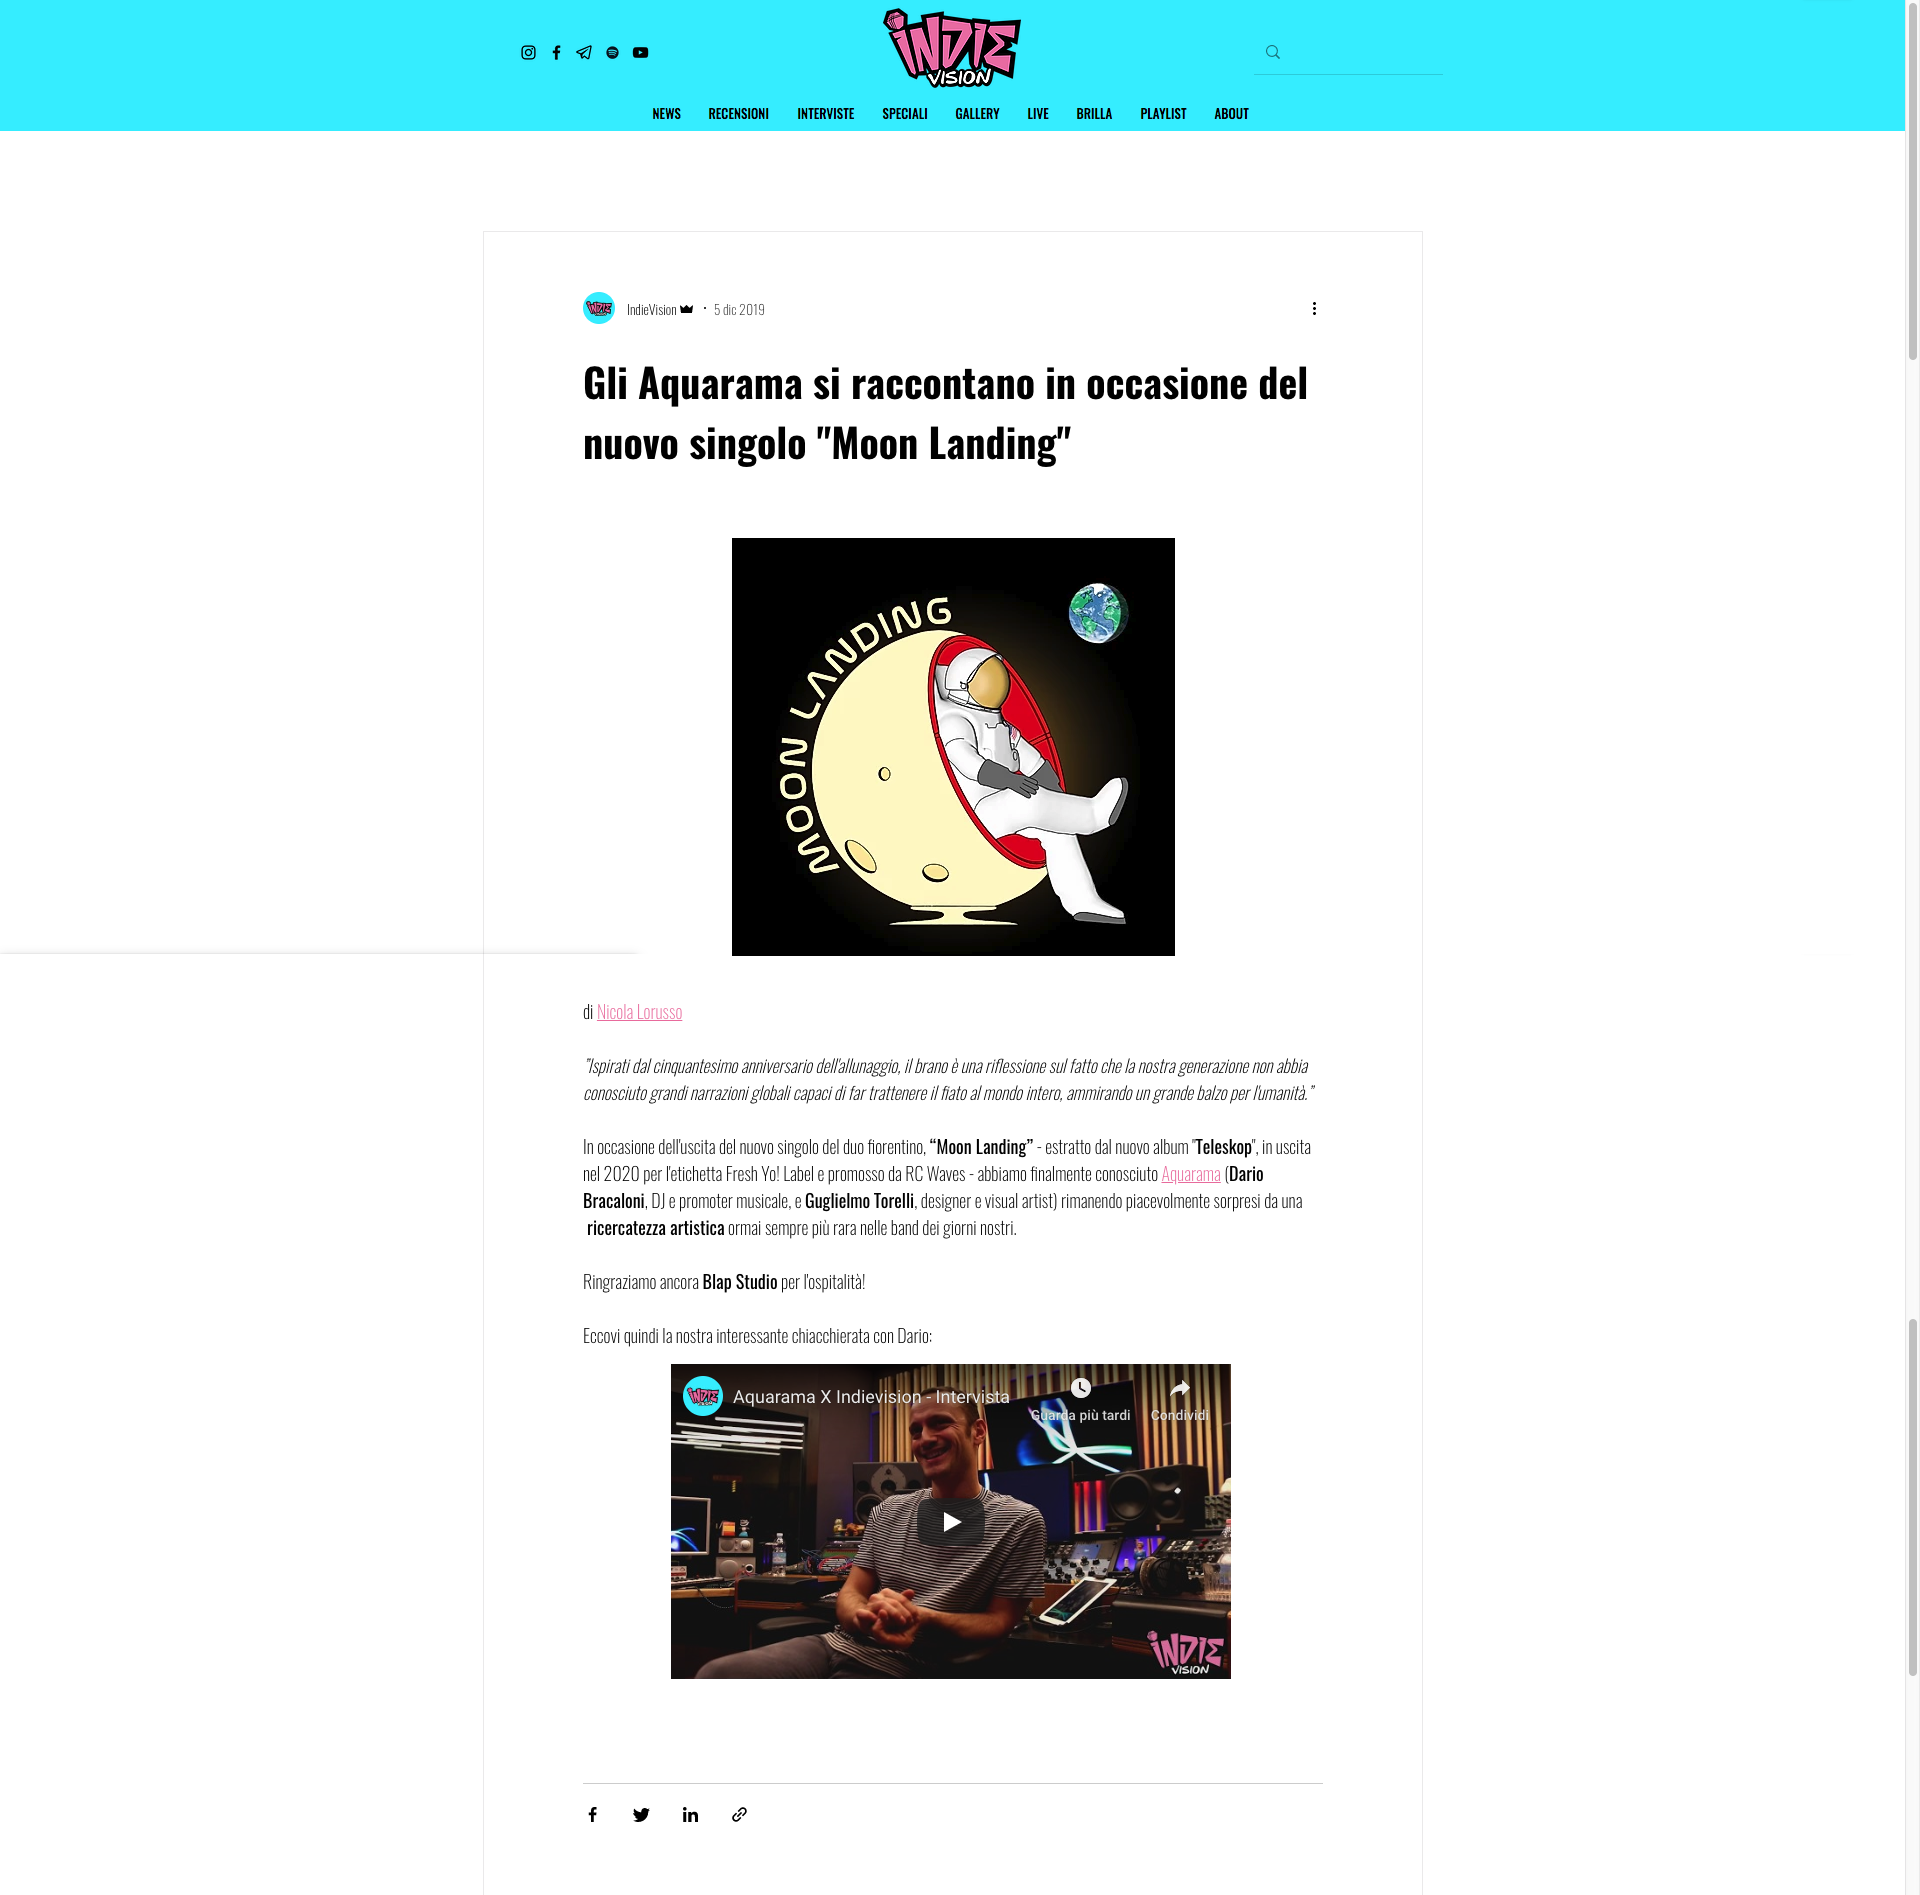 INDIE
VISION
NEWS RECENSIONI INTERVISTE SPECIALI GALLERY LIVE BRILLA PLAYLIST ABOUT
IndieVision · 5 dic 2019
Gli Aquarama si raccontano in occasione del
nuovo singolo "Moon Landing"
MOON LANDING
di Nicola Lorusso
"Ispirati dal cinquantesimo anniversario dell'allunaggio, il brano è una riflessione sul fatto che la nostra generazione non abbia
conosciuto grandi narrazioni globali capaci di far trattenere il fiato al mondo intero, ammirando un grande balzo per l'umanità."
In occasione dell'uscita del nuovo singolo del duo fiorentino, “Moon Landing” - estratto dal nuovo album "Teleskop", in uscita
nel 2020 per l'etichetta Fresh Yo! Label e promosso da RC Waves - abbiamo finalmente conosciuto Aquarama (Dario
Bracaloni, DJ e promoter musicale, e Guglielmo Torelli, designer e visual artist) rimanendo piacevolmente sorpresi da una
ricercatezza artistica ormai sempre più rara nelle band dei giorni nostri.
Ringraziamo ancora Blap Studio per l'ospitalità!
Eccovi quindi la nostra interessante chiacchierata con Dario:
Aquarama X Indievision - Intervista
Guarda più tardi Condividi
INDIE
VISION